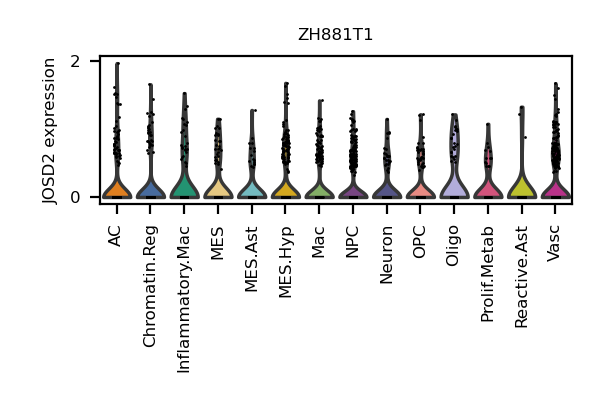 ZH881T1
JOSD2 expression
2
0
AC
Chromatin.Reg
Inflammatory.Mac
MES
MES.Ast
MES.Hyp
Mac
NPC
Neuron
OPC
Oligo
Prolif.Metab
Reactive.Ast
Vasc